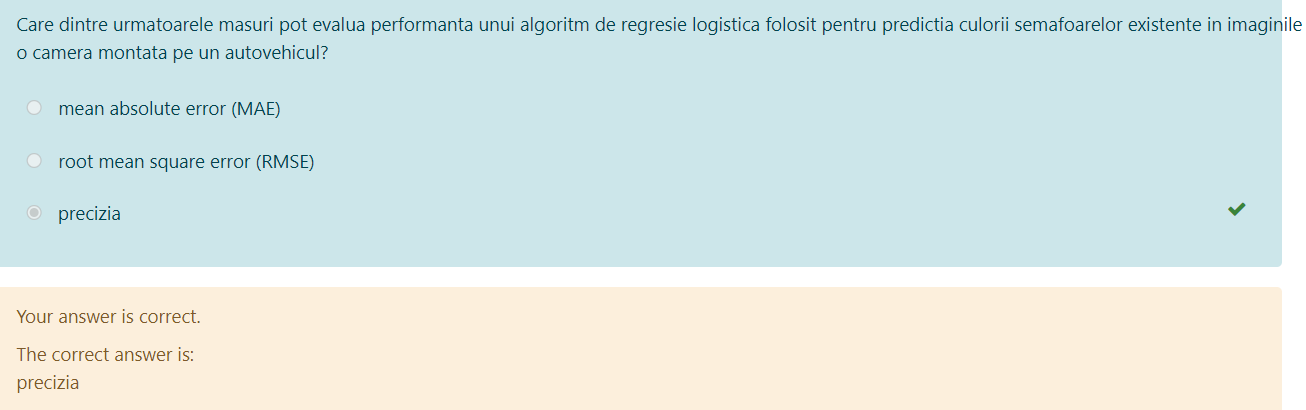 Care dintre urmatoarele masuri pot evalua performanta unui algoritm de regresie logistica folosit pentru predictia culorii semafoarelor existente in imaginile
o camera montata pe un autovehicul?
mean absolute error (MAE)
root mean square error (RMSE)
precizia
Your answer is correct.
The correct answer is:
precizia